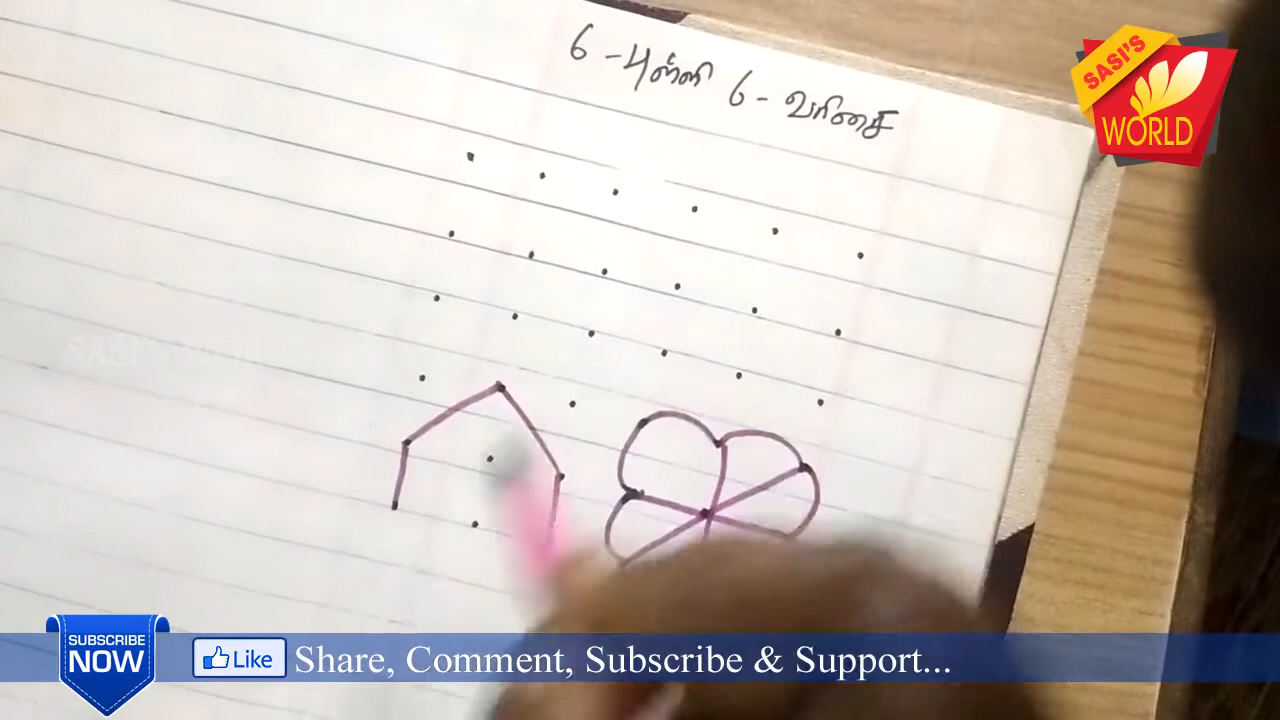 6 - புள்ளி 6 - வரிசை
SASI'S
WORLD
SUBSCRIBE
NOW
Like
Share, Comment, Subscribe & Support...